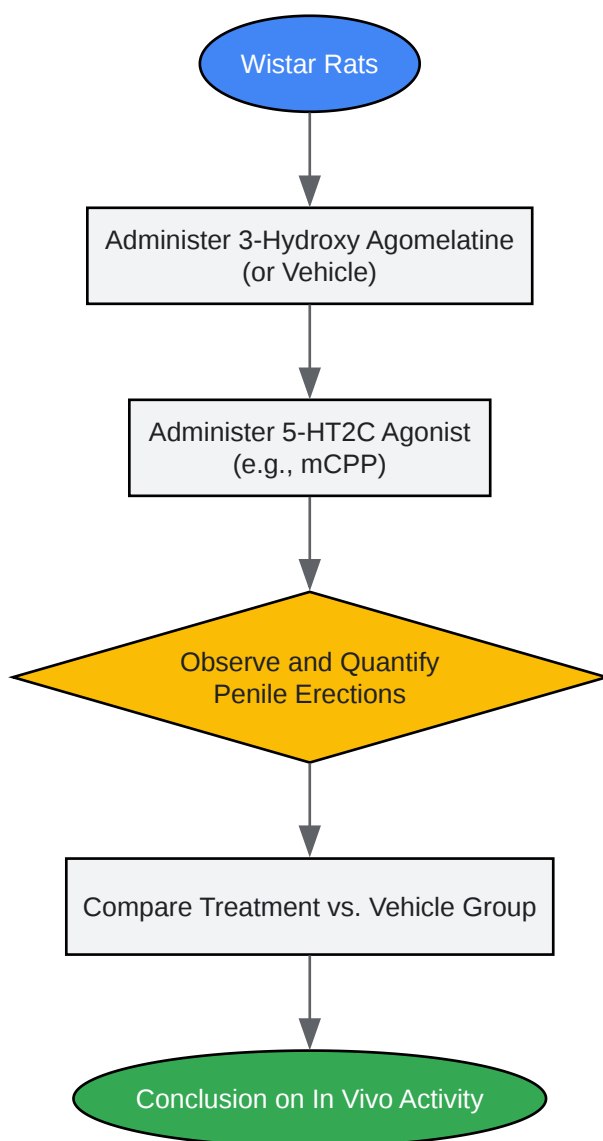 Wistar Rats
Administer 3-Hydroxy Agomelatine
(or Vehicle)
Administer 5-HT2C Agonist
(e.g., mCPP)
Observe and Quantify
Penile Erections
Compare Treatment vs. Vehicle Group
Conclusion on In Vivo Activity